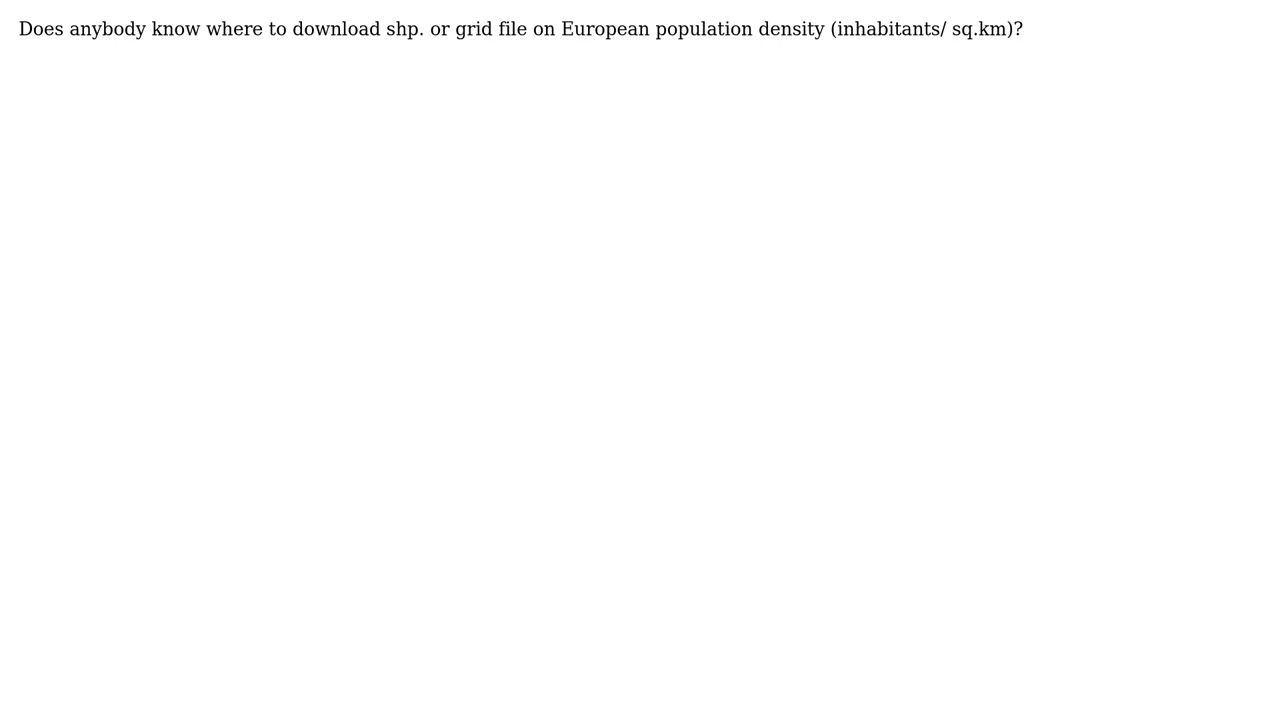 Does anybody know where to download shp. or grid file on European population density (inhabitants/ sq.km)?